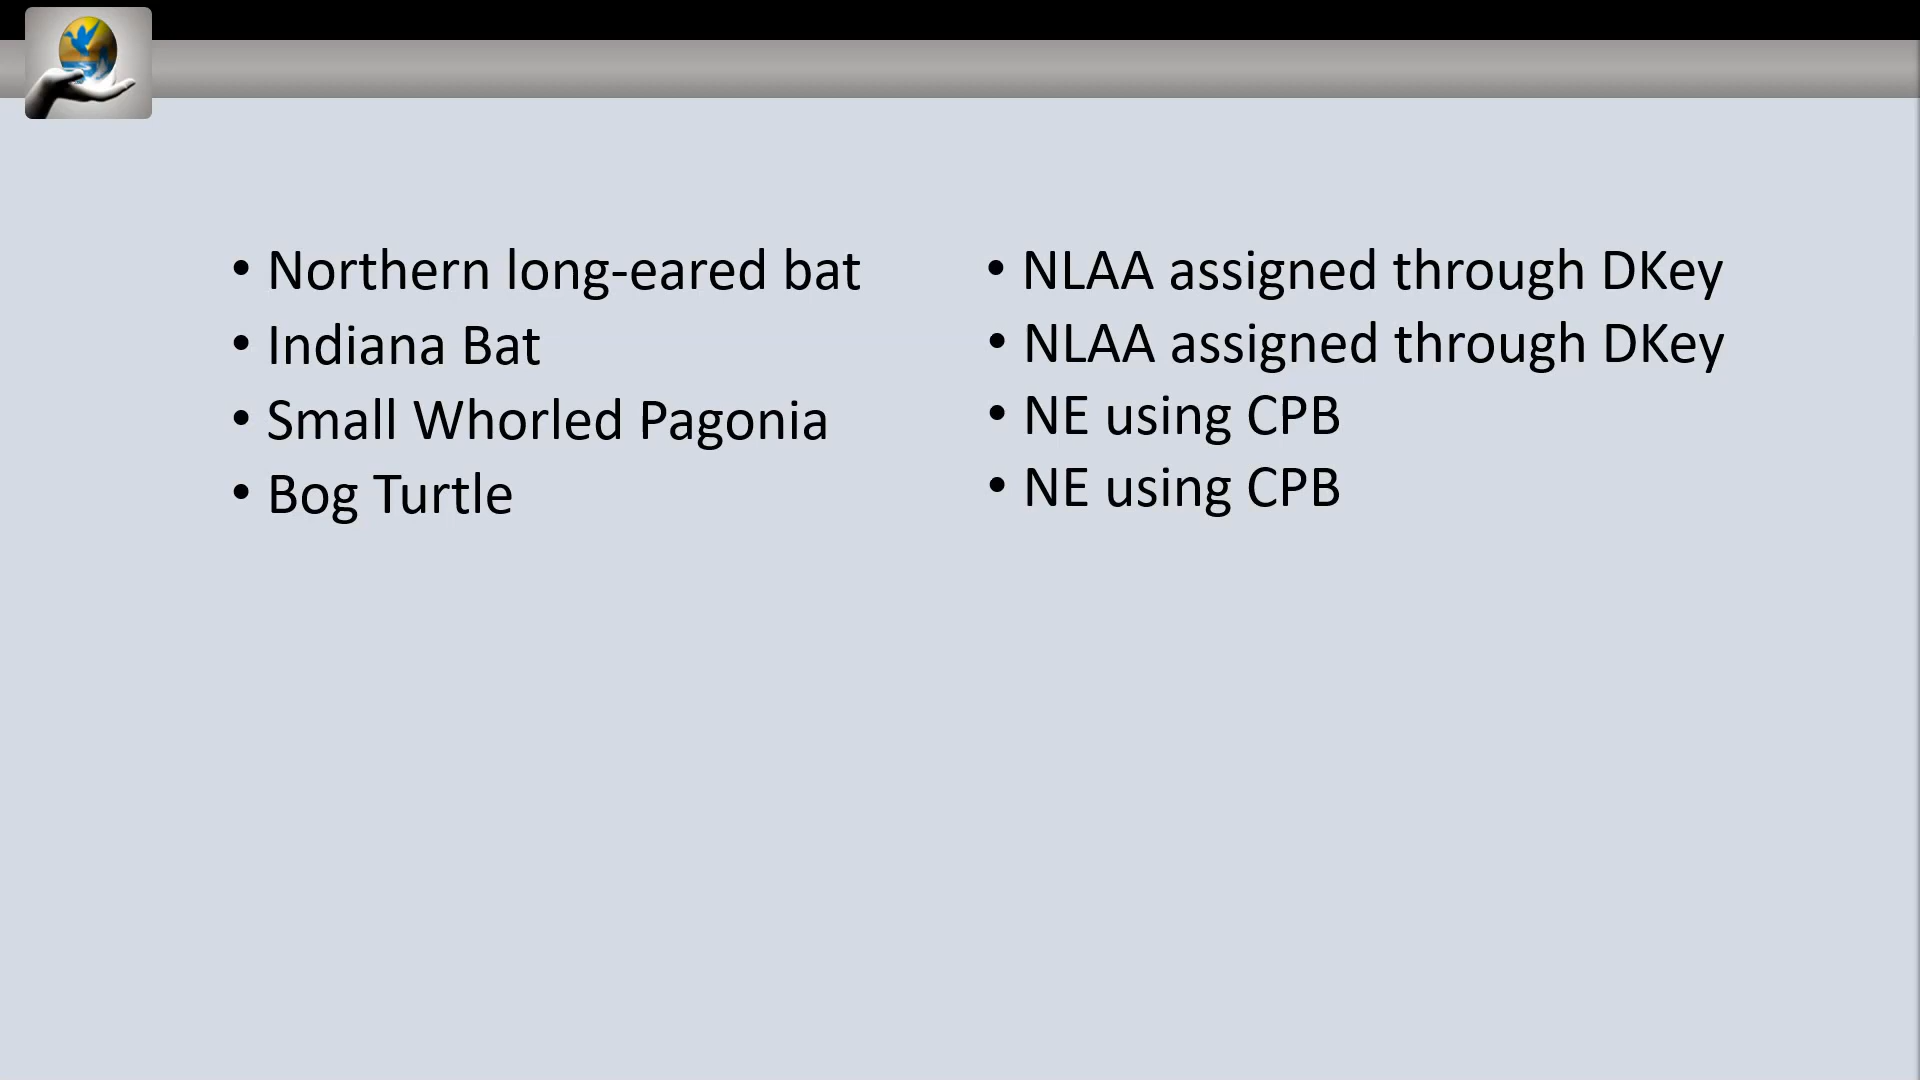 • Northern long-eared bat
• Indiana Bat
• Small Whorled Pagonia
• Bog Turtle
• NLAA assigned through DKey
• NLAA assigned through DKey
• NE using CPB
• NE using CPB